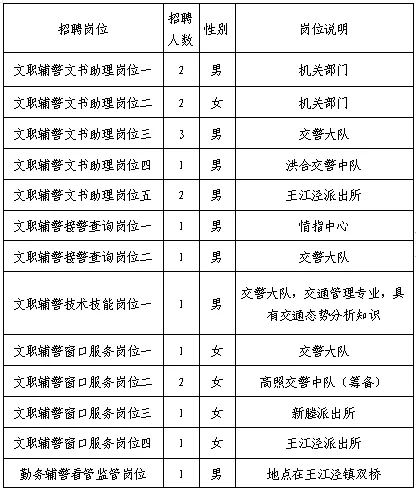 招聘岗位 招聘人数 性别 岗位说明
文职辅警文书助理岗位一 2 男 机关部门
文职辅警文书助理岗位二 2 女 机关部门
文职辅警文书助理岗位三 3 男 交警大队
文职辅警文书助理岗位四 1 男 洪合交警中队
文职辅警文书助理岗位五 2 男 王江泾派出所
文职辅警接警查询岗位一 1 男 情指中心
文职辅警接警查询岗位二 1 男 交警大队
文职辅警技术技能岗位一 1 男 交警大队，交通管理专业，具
有交通态势分析知识
文职辅警窗口服务岗位一 1 女 交警大队
文职辅警窗口服务岗位二 2 女 高照交警中队（筹备）
文职辅警窗口服务岗位三 1 女 新塍派出所
文职辅警窗口服务岗位四 1 女 王江泾派出所
勤务辅警看管监管岗位 1 男 地点在王江泾镇双桥